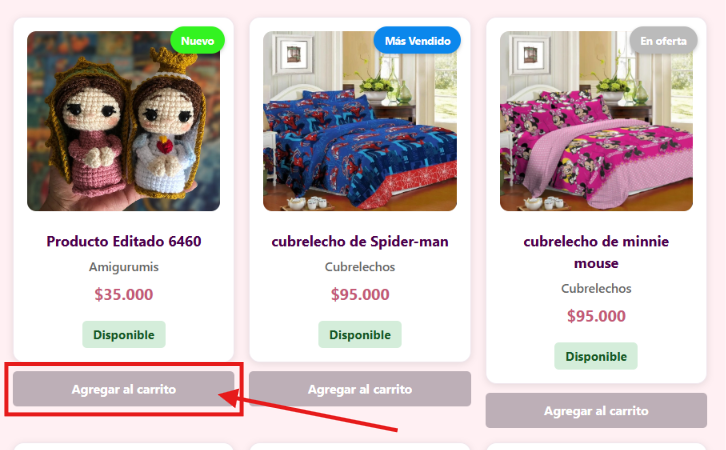 Nuevo
Producto Editado 6460
Amigurumis
$35.000
Disponible
Agregar al carrito
Más Vendido
cubrelecho de Spider-man
Cubrelechos
$95.000
Disponible
Agregar al carrito
En oferta
cubrelecho de minnie
mouse
Cubrelechos
$95.000
Disponible
Agregar al carrito